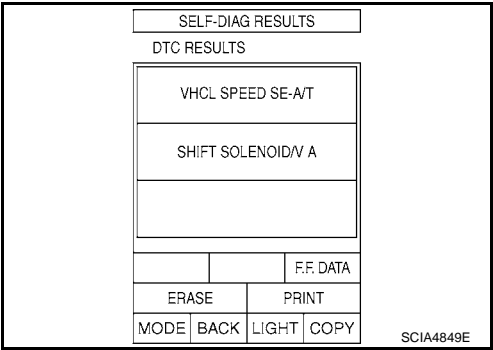 SELF-DIAG RESULTS
DTC RESULTS
VHCL SPEED SE-A/T
SHIFT SOLENOID/V A
F.F. DATA
ERASE PRINT
MODE BACK LIGHT COPY
SCIA4849E